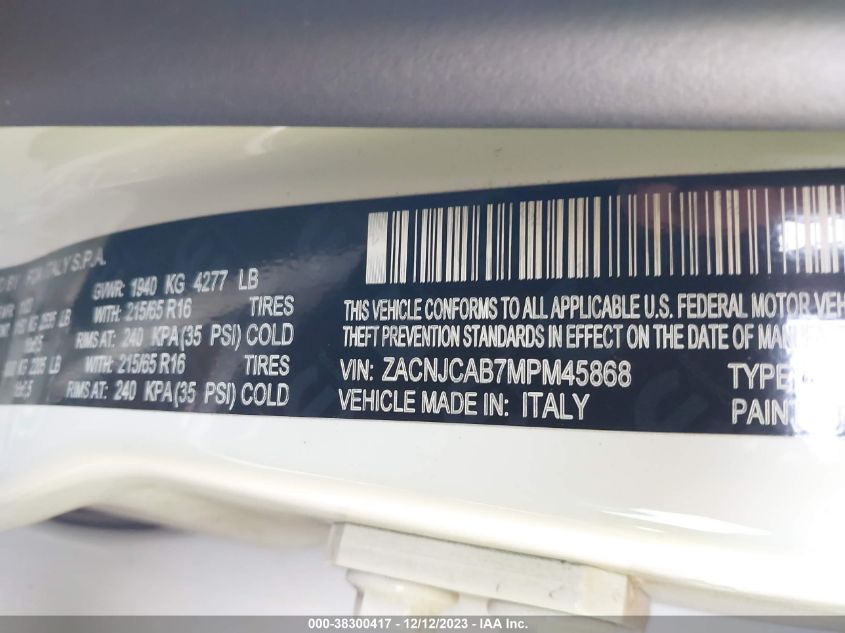 ITALY S.P.A.
GVWR: 1940 KG 4277 LB
WITH: 215/65 R16 TIRES
RIMS AT: 240 KPA(35 PSI) COLD
WITH: 215/65 R16 TIRES
RIMS AT: 240 KPA(35 PSI) COLD
THIS VEHICLE CONFORMS TO ALL APPLICABLE U.S. FEDERAL MOTOR VEH
THEFT PREVENTION STANDARDS IN EFFECT ON THE DATE OF MANU
VIN: ZACNJCAB7MPM45868 TYPE
VEHICLE MADE IN: ITALY PAIN
000-38300417 - 12/12/2023 - IAA Inc.